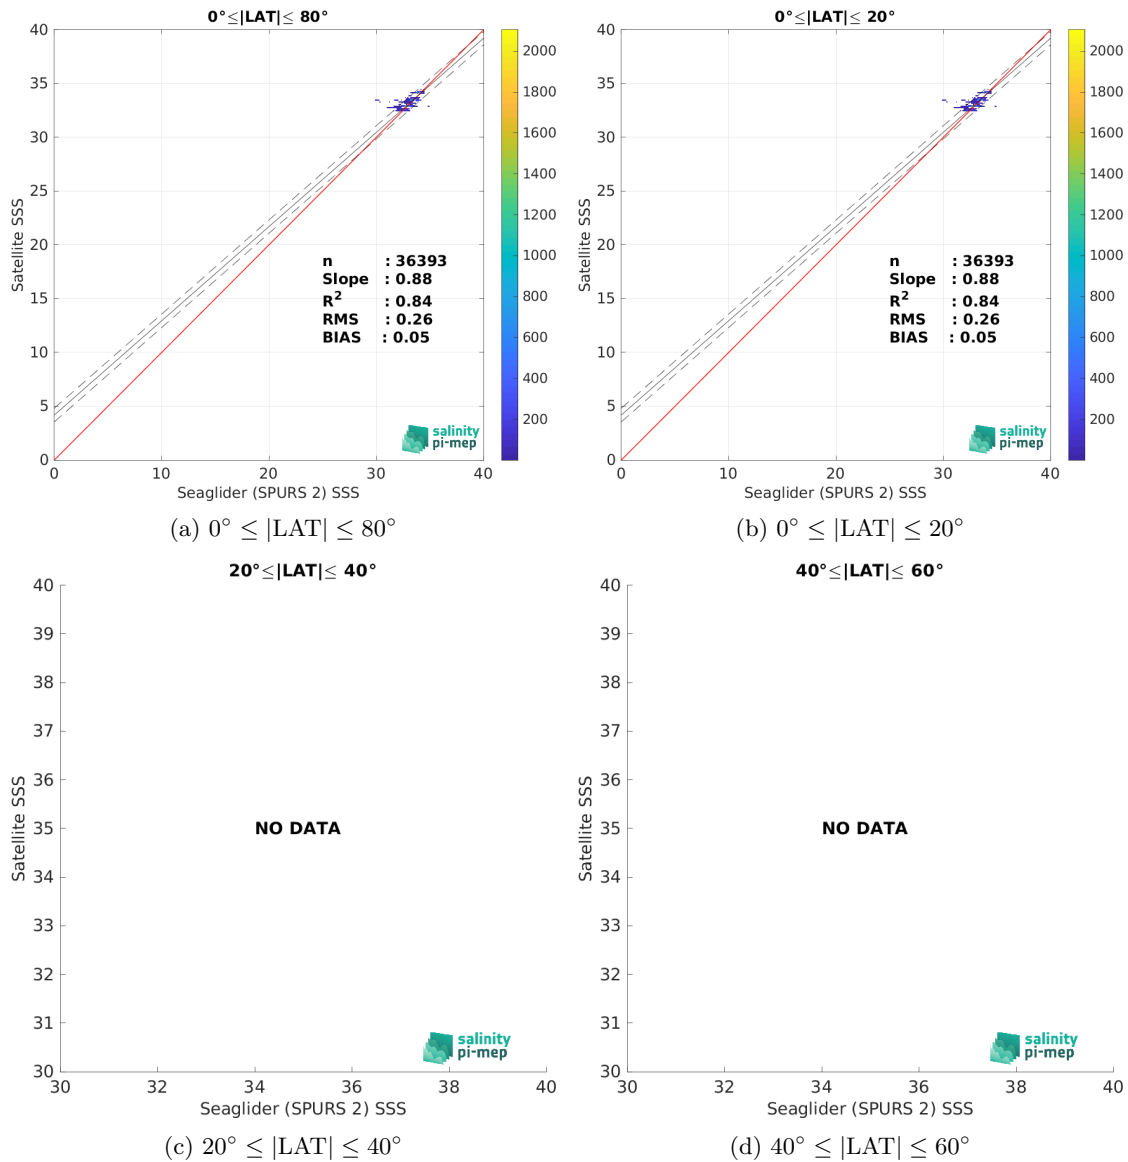 0°≤|LAT|≤ 80°
40
35
30
25
20
15
10
5
0
Satellite SSS
n : 36393
Slope : 0.88
R² : 0.84
RMS : 0.26
BIAS : 0.05
salinity
pi-mep
0 10 20 30 40
Seaglider (SPURS 2) SSS
2000
1800
1600
1400
1200
1000
800
600
400
200
(a) 0° ≤ |LAT| ≤ 80°
0°≤|LAT|≤ 20°
40
35
30
25
20
15
10
5
0
Satellite SSS
n : 36393
Slope : 0.88
R² : 0.84
RMS : 0.26
BIAS : 0.05
salinity
pi-mep
0 10 20 30 40
Seaglider (SPURS 2) SSS
2000
1800
1600
1400
1200
1000
800
600
400
200
(b) 0° ≤ |LAT| ≤ 20°
20°≤|LAT|≤ 40°
40
39
38
37
36
35
34
33
32
31
30
Satellite SSS
NO DATA
salinity
pi-mep
30 32 34 36 38 40
Seaglider (SPURS 2) SSS
(c) 20° ≤ |LAT| ≤ 40°
40°≤|LAT|≤ 60°
40
39
38
37
36
35
34
33
32
31
30
Satellite SSS
NO DATA
salinity
pi-mep
30 32 34 36 38 40
Seaglider (SPURS 2) SSS
(d) 40° ≤ |LAT| ≤ 60°